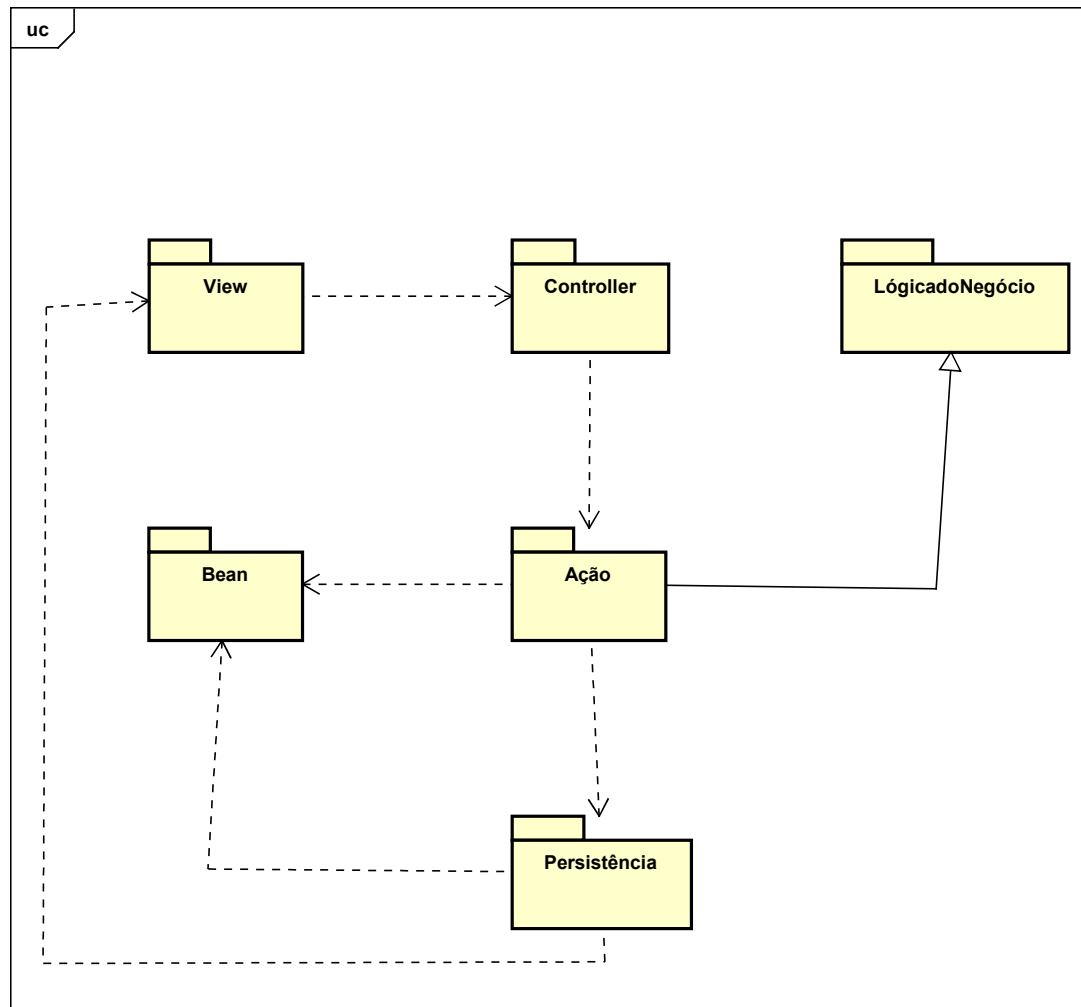 uc
View
Controller
LógicadoNegócio
Bean
Ação
Persistência